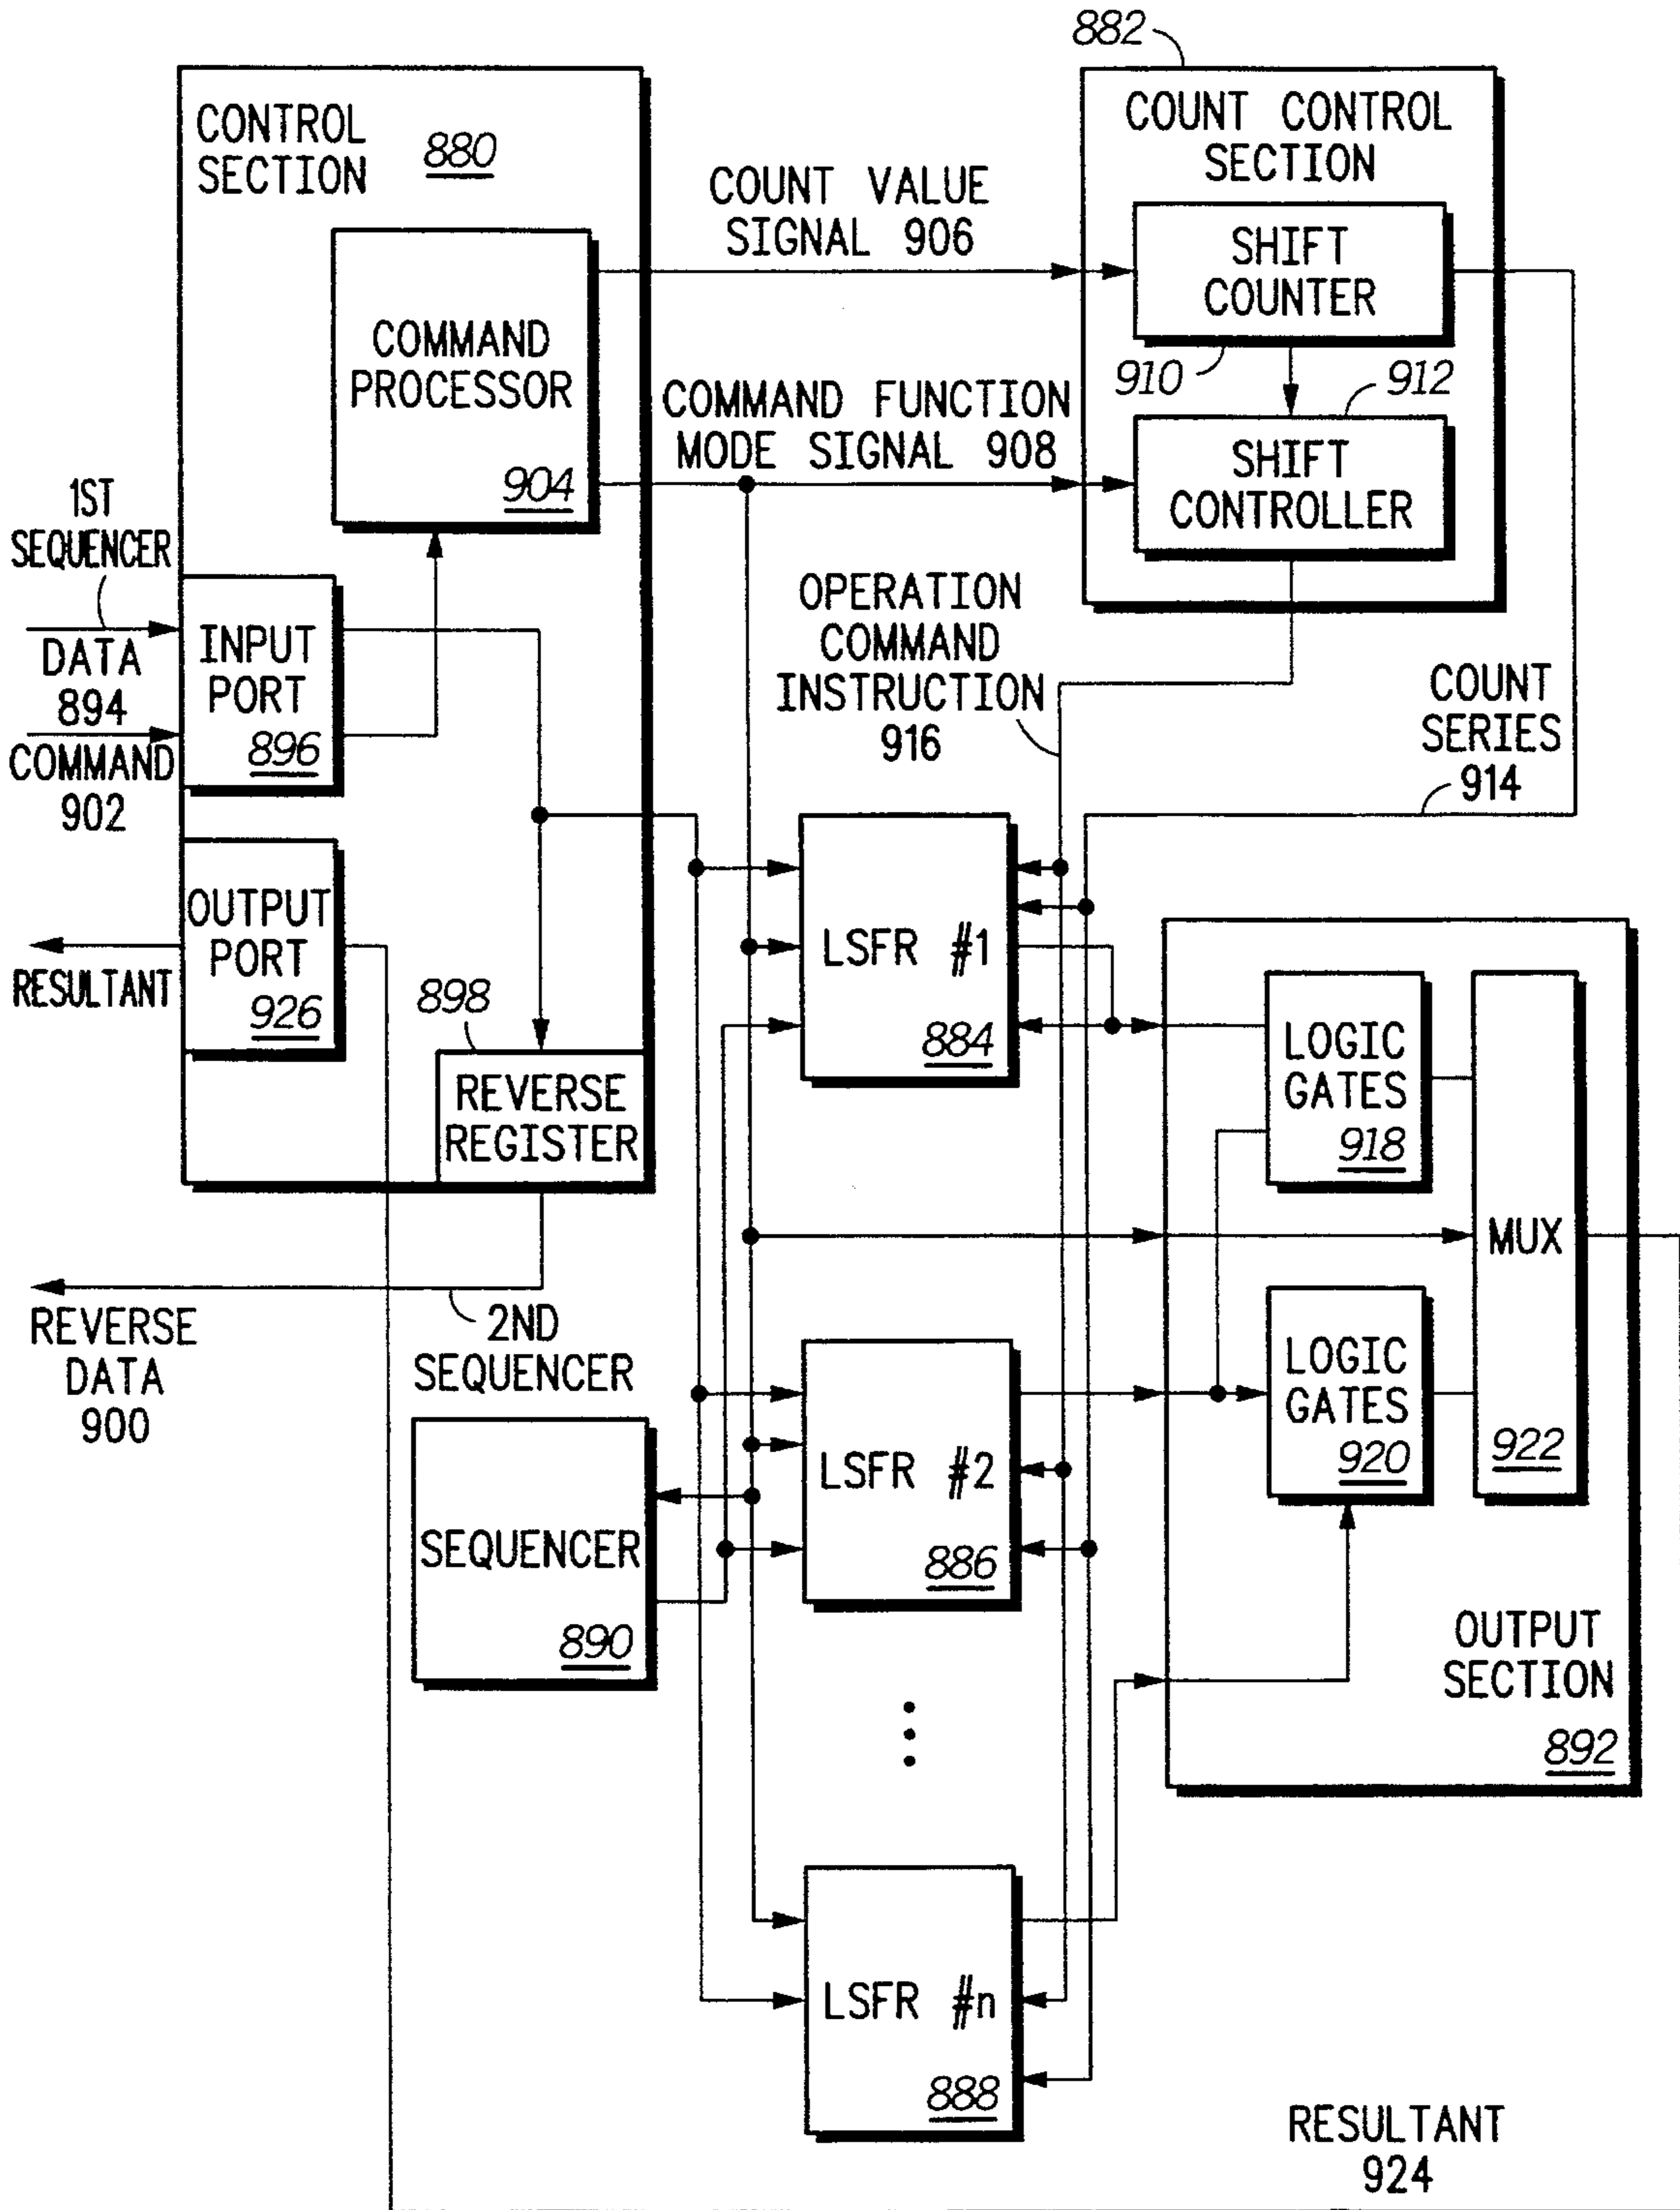 882
CONTROL
SECTION
880
COUNT CONTROL
SECTION
COUNT VALUE
SIGNAL 906
SHIFT
COUNTER
910
912
COMMAND
PROCESSOR
904
COMMAND FUNCTION
MODE SIGNAL 908
SHIFT
CONTROLLER
1ST
SEQUENCER
DATA
894
COMMAND
902
INPUT
PORT
896
OPERATION
COMMAND
INSTRUCTION
916
COUNT
SERIES
914
OUTPUT
PORT
926
RESULTANT
898
REVERSE
REGISTER
LSFR #1
884
LOGIC
GATES
918
MUX
922
REVERSE
DATA
900
2ND
SEQUENCER
LSFR #2
886
LOGIC
GATES
920
SEQUENCER
890
OUTPUT
SECTION
892
LSFR #n
888
RESULTANT
924